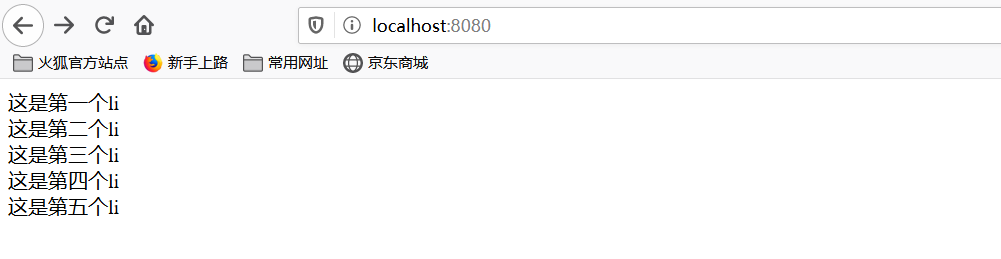 localhost:8080
火狐官方站点 新手上路 常用网址 京东商城
这是第一个li
这是第二个li
这是第三个li
这是第四个li
这是第五个li